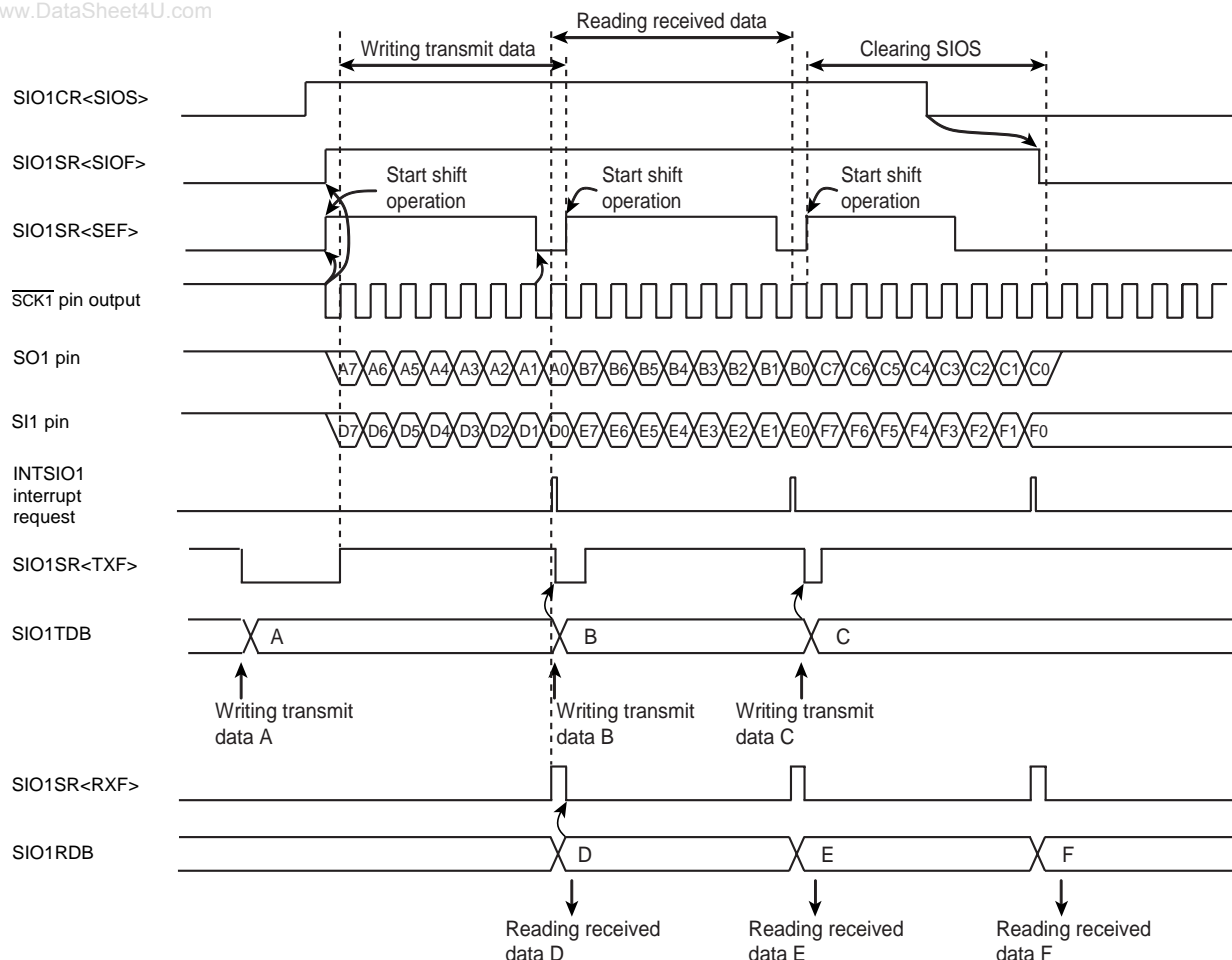 www.DataSheet4U.com
Reading received data
Writing transmit data
Clearing SIOS
SIO1CR<SIOS>
SIO1SR<SIOF>
Start shift
operation
Start shift
operation
Start shift
operation
SIO1SR<SEF>
SCK1 pin output
SO1 pin
A7 A6 A5 A4 A3 A2 A1 A0 B7 B6 B5 B4 B3 B2 B1 B0 C7 C6 C5 C4 C3 C2 C1 C0
SI1 pin
D7 D6 D5 D4 D3 D2 D1 D0 E7 E6 E5 E4 E3 E2 E1 E0 F7 F6 F5 F4 F3 F2 F1 F0
INTSIO1
interrupt
request
SIO1SR<TXF>
SIO1TDB
A B C
Writing transmit
data A
Writing transmit
data B
Writing transmit
data C
SIO1SR<RXF>
SIO1RDB
D E F
Reading received
data D
Reading received
data E
Reading received
data F